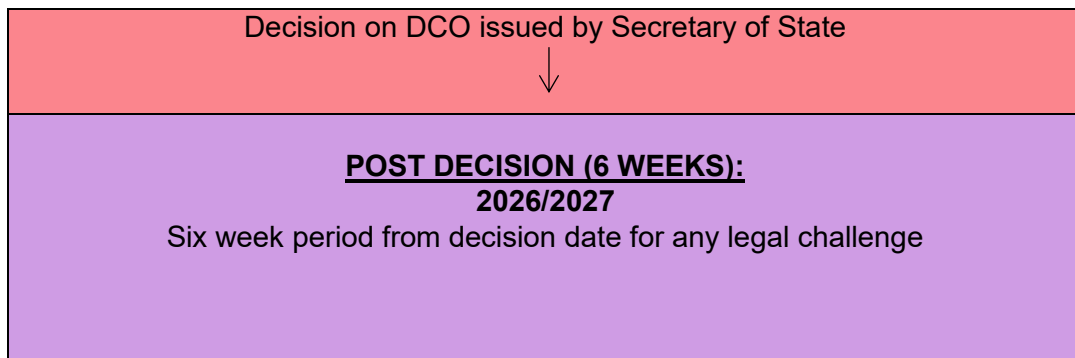 Decision on DCO issued by Secretary of State
POST DECISION (6 WEEKS):
2026/2027
Six week period from decision date for any legal challenge